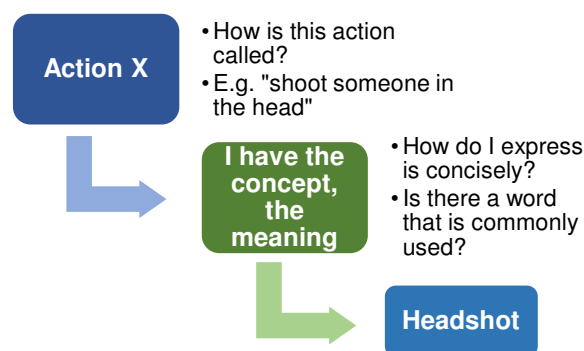 Action X
• How is this action
called?
• E.g. "shoot someone in
the head"
I have the
concept,
the
meaning
• How do I express
is concisely?
• Is there a word
that is commonly
used?
Headshot